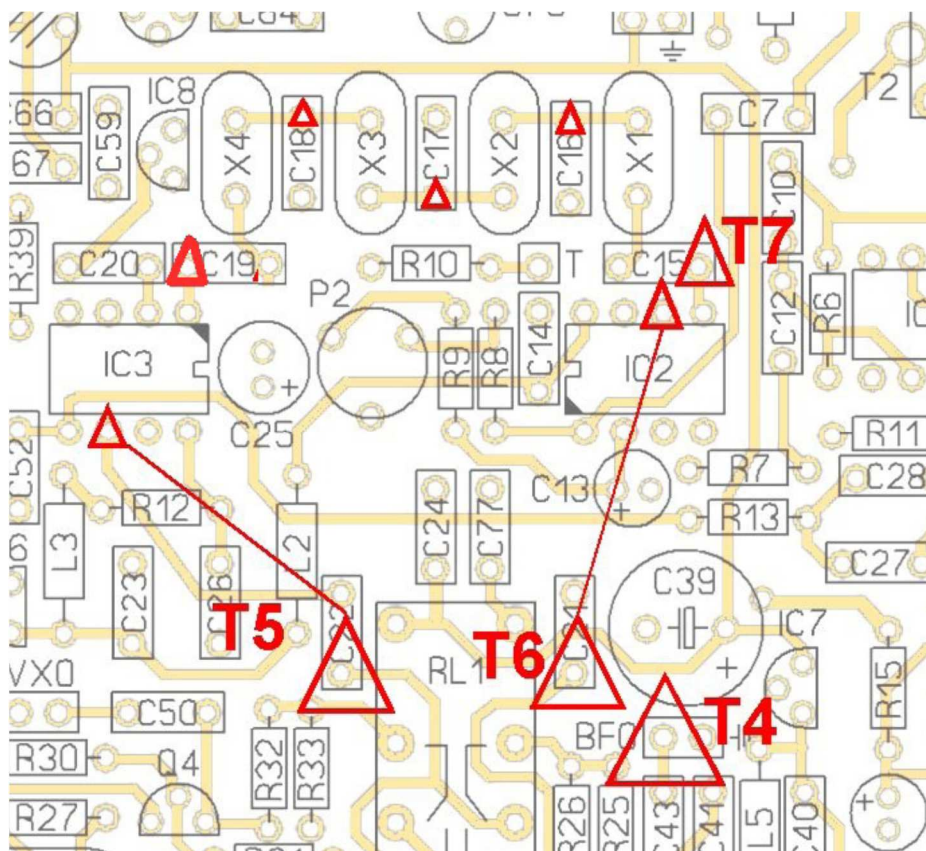 C66
C59
IC8
X4
C18
X3
C17
X2
C16
X1
C7
T2
67
C10
R39
C20
C19
R10
T
C15
T7
P2
C12
R6
IC3
R9
R8
C14
IC2
C25
+
C52
R11
C13
+
R7
C28
R12
C24
C77
R13
L3
L2
C23
C26
C39
C27
T5
T6
RL1
+
IC7
R15
VXO
C50
T4
BFO
R30
Q4
R32
R33
R27
R26
R25
C43
C41
L5
C40
+